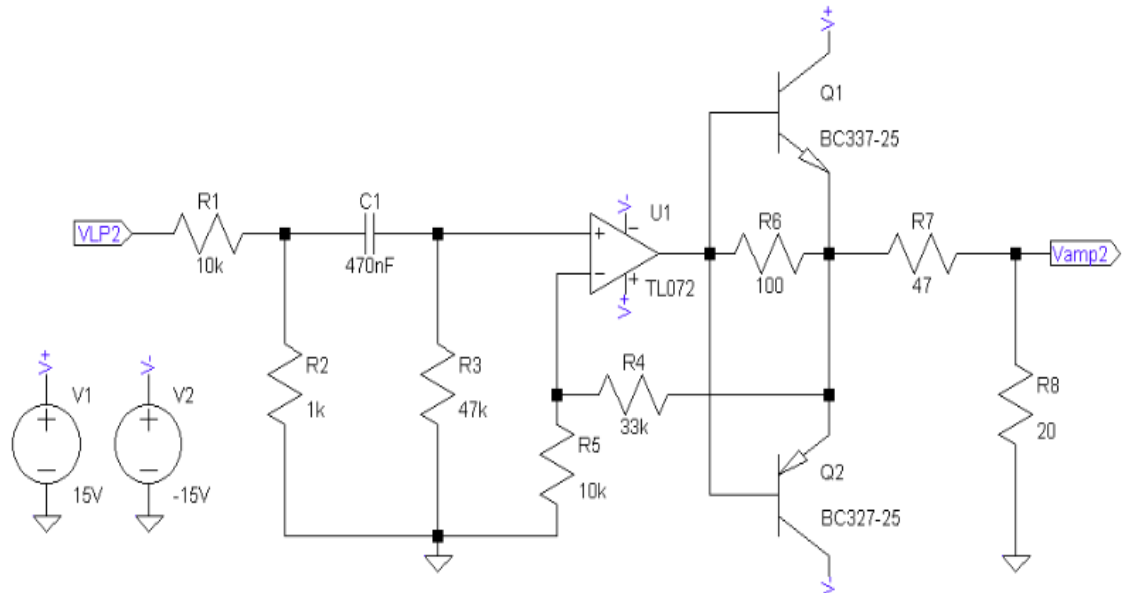 V+
Q1
BC337-25
R1
C1
V-
U1
VLP2
10k
470nF
TL072
V+
R6
100
R7
47
Vamp2
V+
V-
V1
V2
R2
1k
R3
47k
R4
33k
R5
10k
R8
20
15V
-15V
Q2
BC327-25